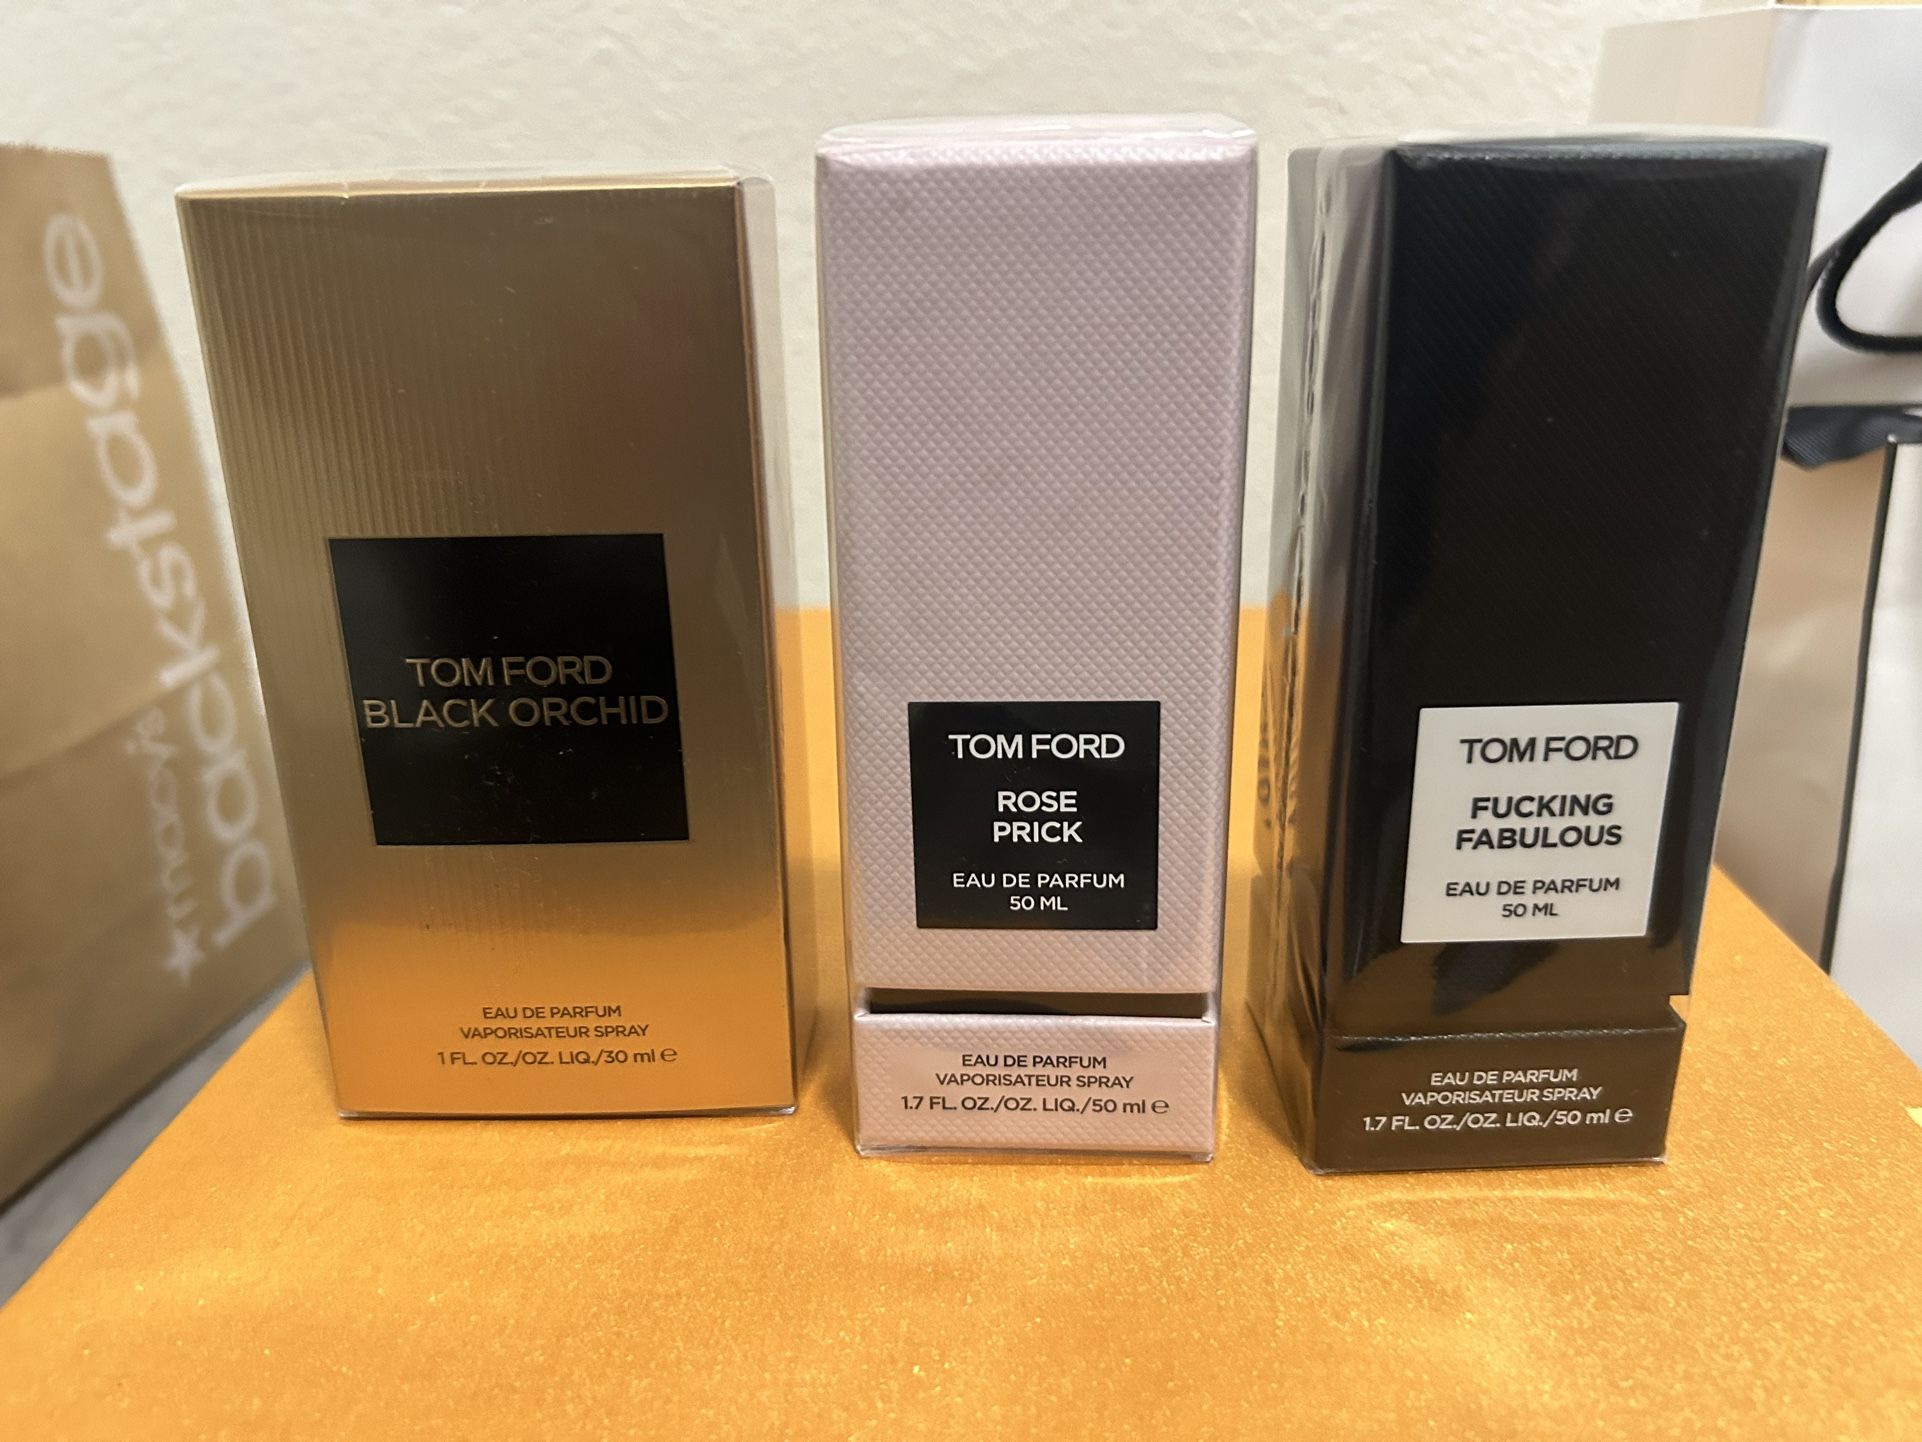 TOM FORD
BLACK ORCHID
EAU DE PARFUM
VAPORISATEUR SPRAY
1 FL. OZ./OZ. LIQ./30 ml ℮
TOM FORD
ROSE
PRICK
EAU DE PARFUM
50 ML
EAU DE PARFUM
VAPORISATEUR SPRAY
1.7 FL. OZ./OZ. LIQ./50 ml ℮
TOM FORD
FUCKING
FABULOUS
EAU DE PARFUM
50 ML
EAU DE PARFUM
VAPORISATEUR SPRAY
1.7 FL. OZ./OZ. LIQ./50 ml ℮
backstage
★macy's